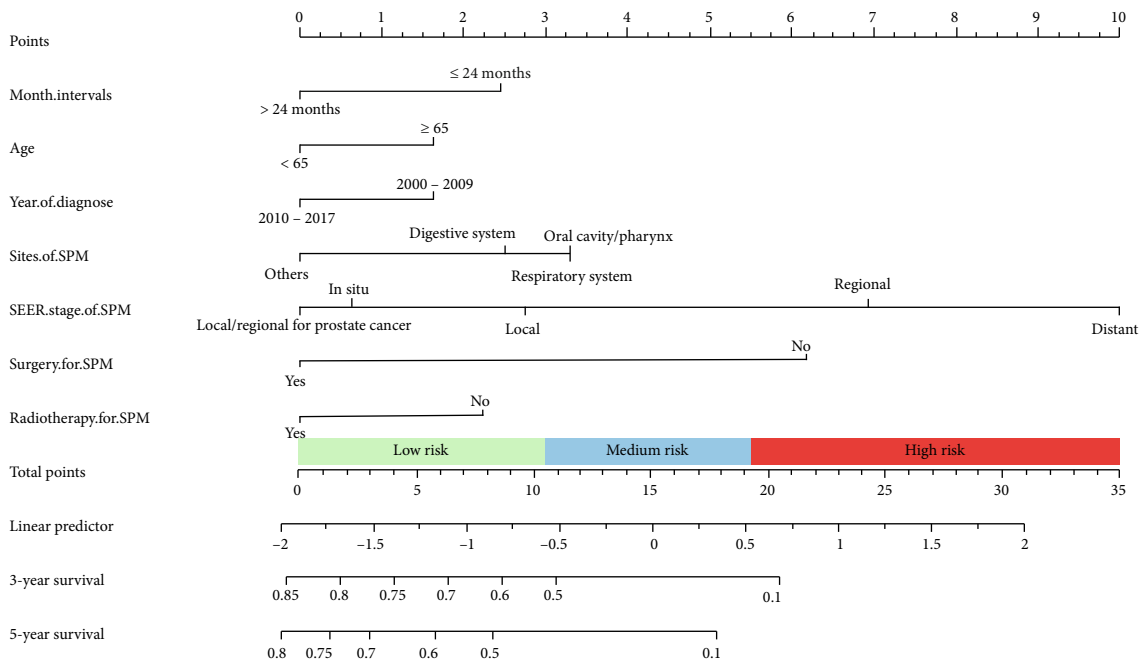 0 1 2 3 4 5 6 7 8 9 10
Points
≤ 24 months
Month.intervals
> 24 months
≥ 65
Age
< 65
2000 – 2009
Year.of.diagnose
2010 – 2017
Digestive system Oral cavity/pharynx
Sites.of.SPM
Others Respiratory system
In situ Regional
SEER.stage.of.SPM
Local/regional for prostate cancer Local Distant
No
Surgery.for.SPM
Yes
No
Radiotherapy.for.SPM
Yes
Low risk Medium risk High risk
Total points
0 5 10 15 20 25 30 35
Linear predictor
–2 –1.5 –1 –0.5 0 0.5 1 1.5 2
3-year survival
0.85 0.8 0.75 0.7 0.6 0.5 0.1
5-year survival
0.8 0.75 0.7 0.6 0.5 0.1